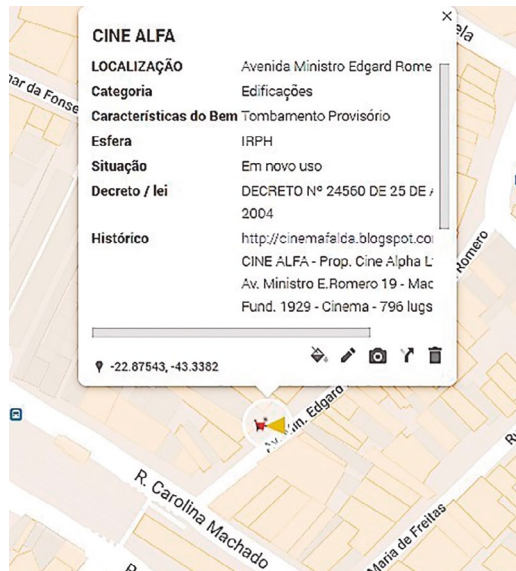 CINE ALFA
LOCALIZAÇÃO Avenida Ministro Edgard Rome
Categoria Edificações
Características do Bem Tombamento Provisório
Esfera IRPH
Situação Em novo uso
Decreto / lei DECRETO Nº 24560 DE 25 DE
2004
Histórico http://cinemafalda.blogspot.co
CINE ALFA - Prop. Cine Alpha L
Av. Ministro E.Romero 19 - Mac
Fund. 1929 - Cinema - 796 lugs
-22.87543, -43.3382
ela
nar da Fonse
Romero
Av. Min. Edgard
R. Carolina Machado
Maria de Freitas
R